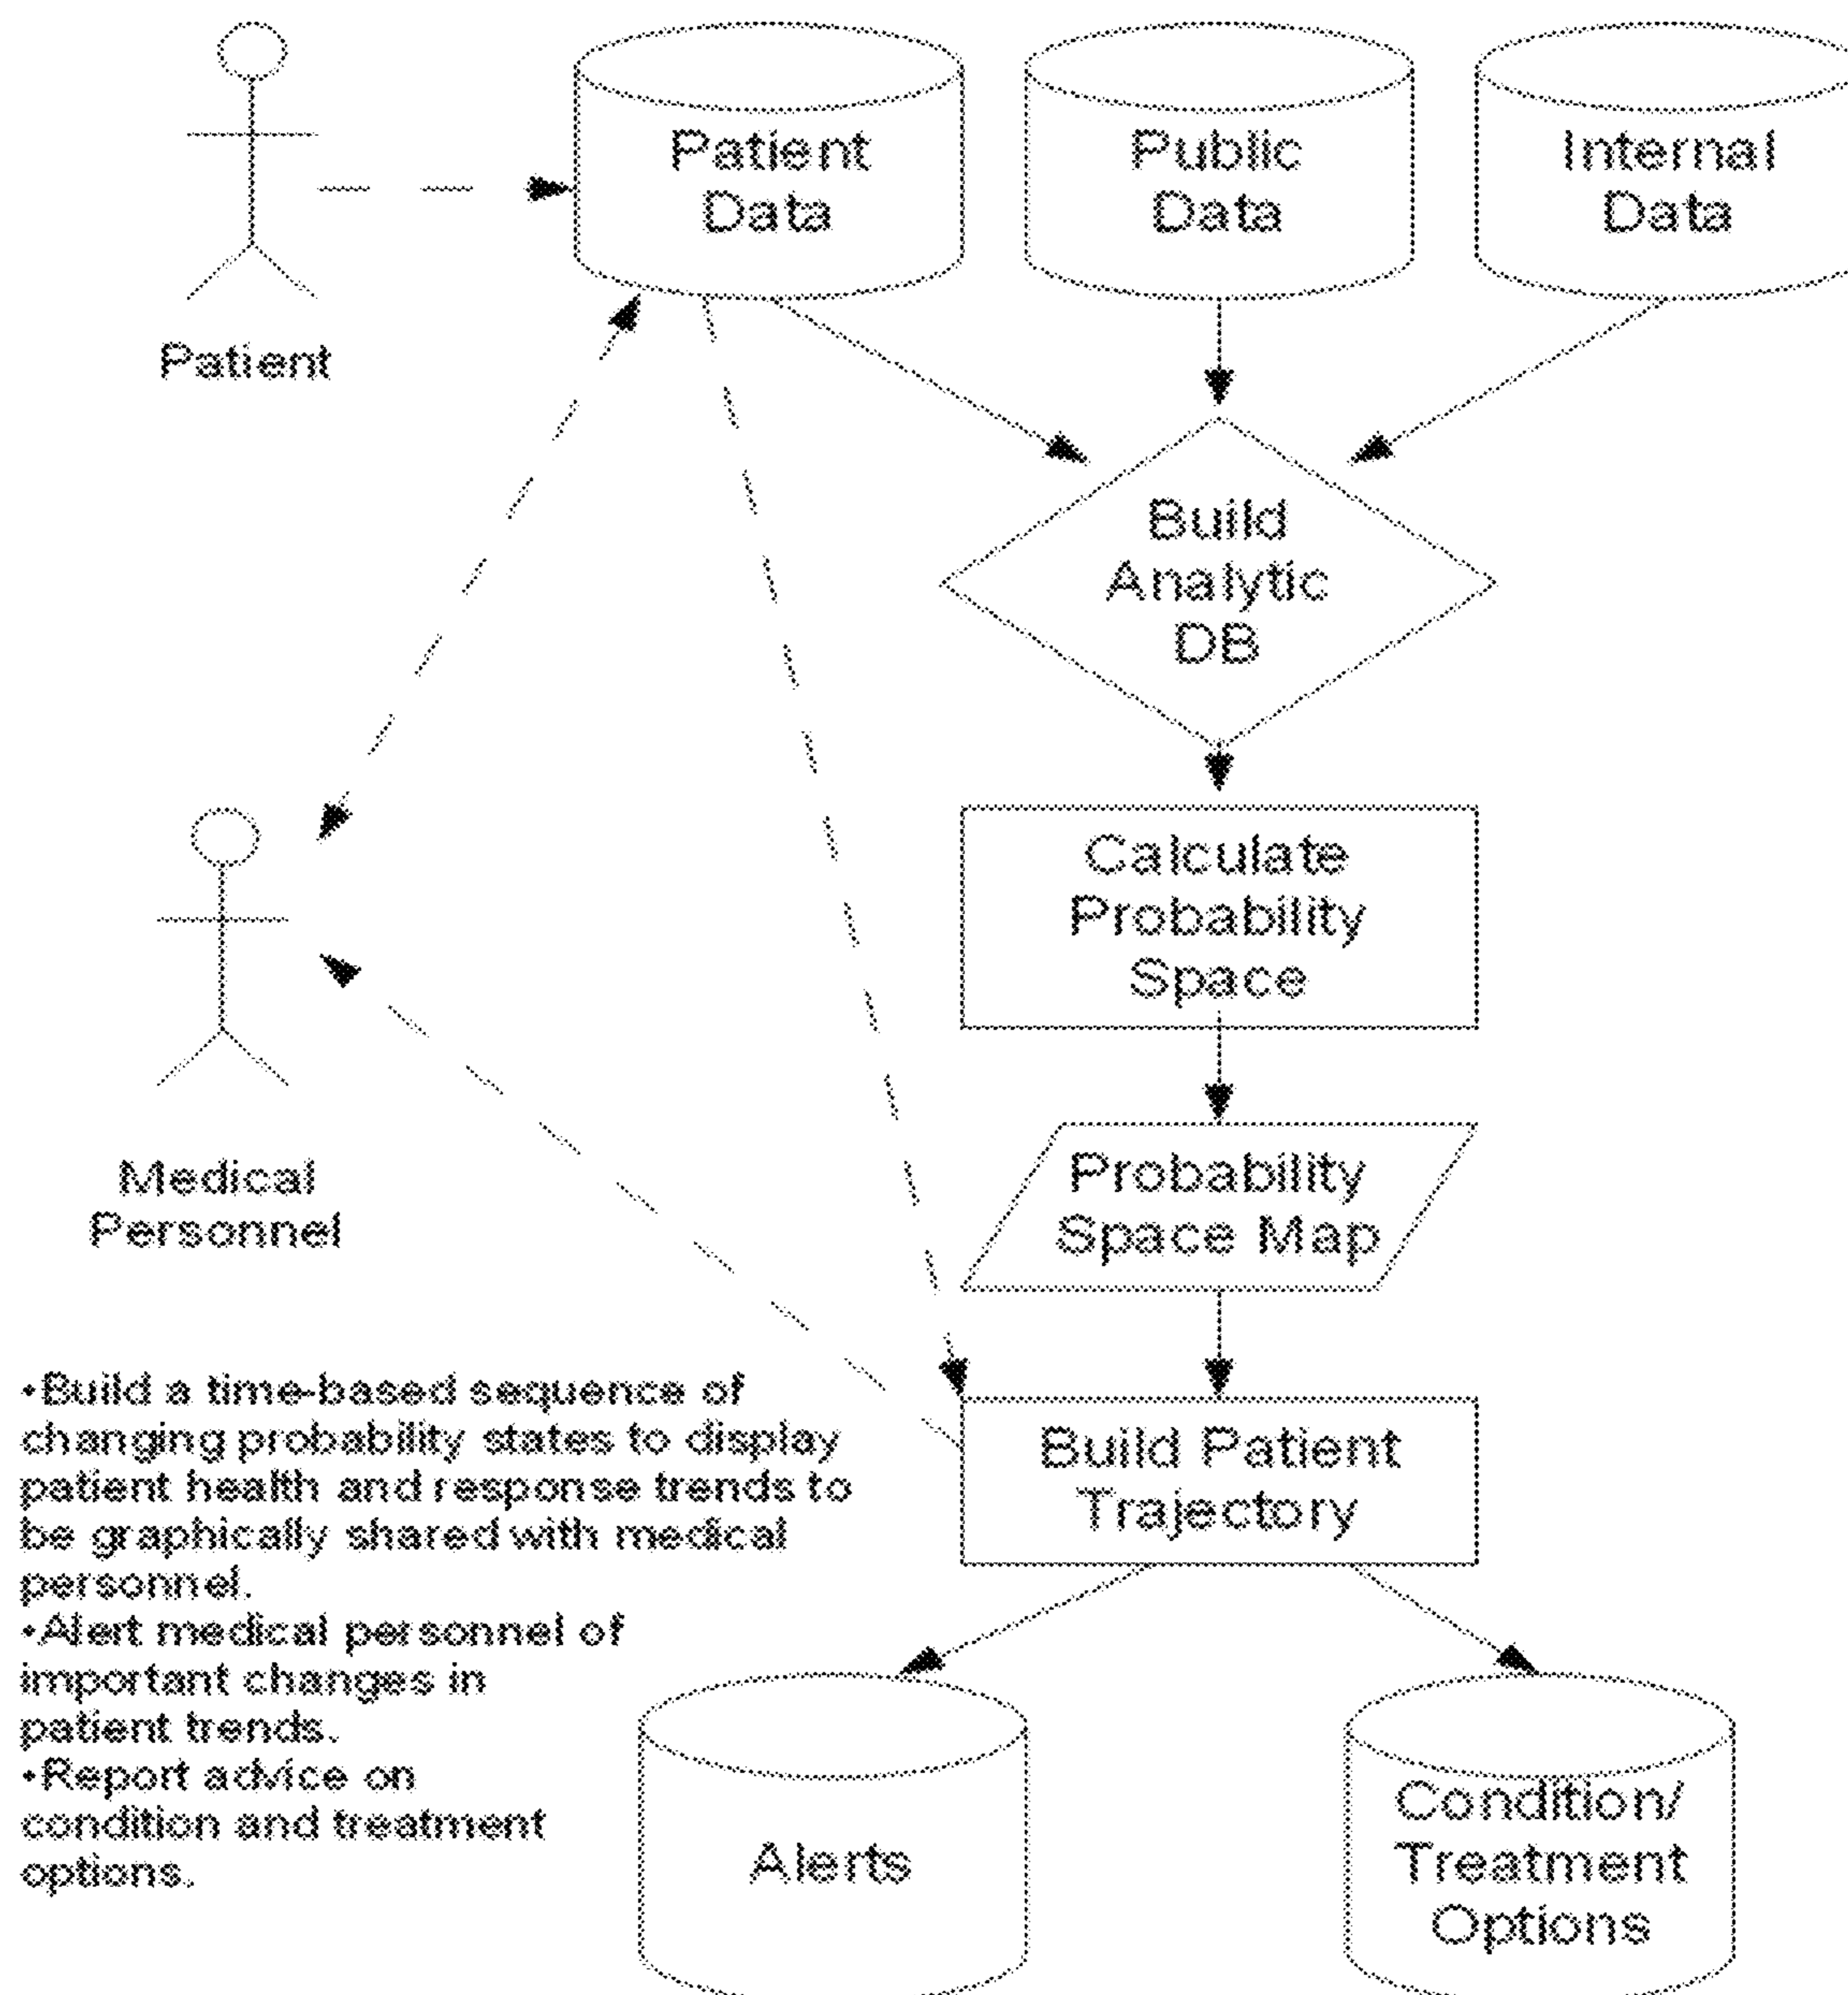 Patient
Data
Public
Data
Internal
Data
Patient
Build
Analytic
DB
Calculate
Probability
Space
Medical
Personnel
Probability
Space Map
•Build a time-based sequence of
changing probability states to display
patient health and response trends to
be graphically shared with medical
personnel.
•Alert medical personnel of
important changes in
patient trends.
•Report advice on
condition and treatment
options.
Build Patient
Trajectory
Alerts
Condition/
Treatment
Options